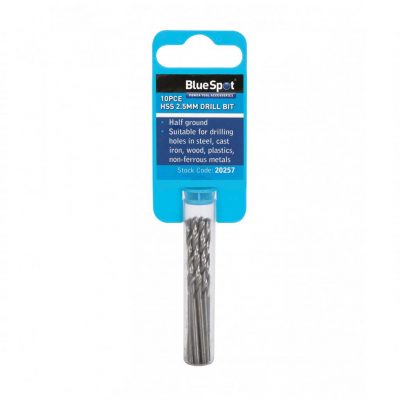 BlueSpot
POWER TOOL ACCESSORIES
10PCE
HSS 2.5MM DRILL BIT
• Half ground
• Suitable for drilling
holes in steel, cast
iron, wood, plastics,
non-ferrous metals
Stock Code: 20257